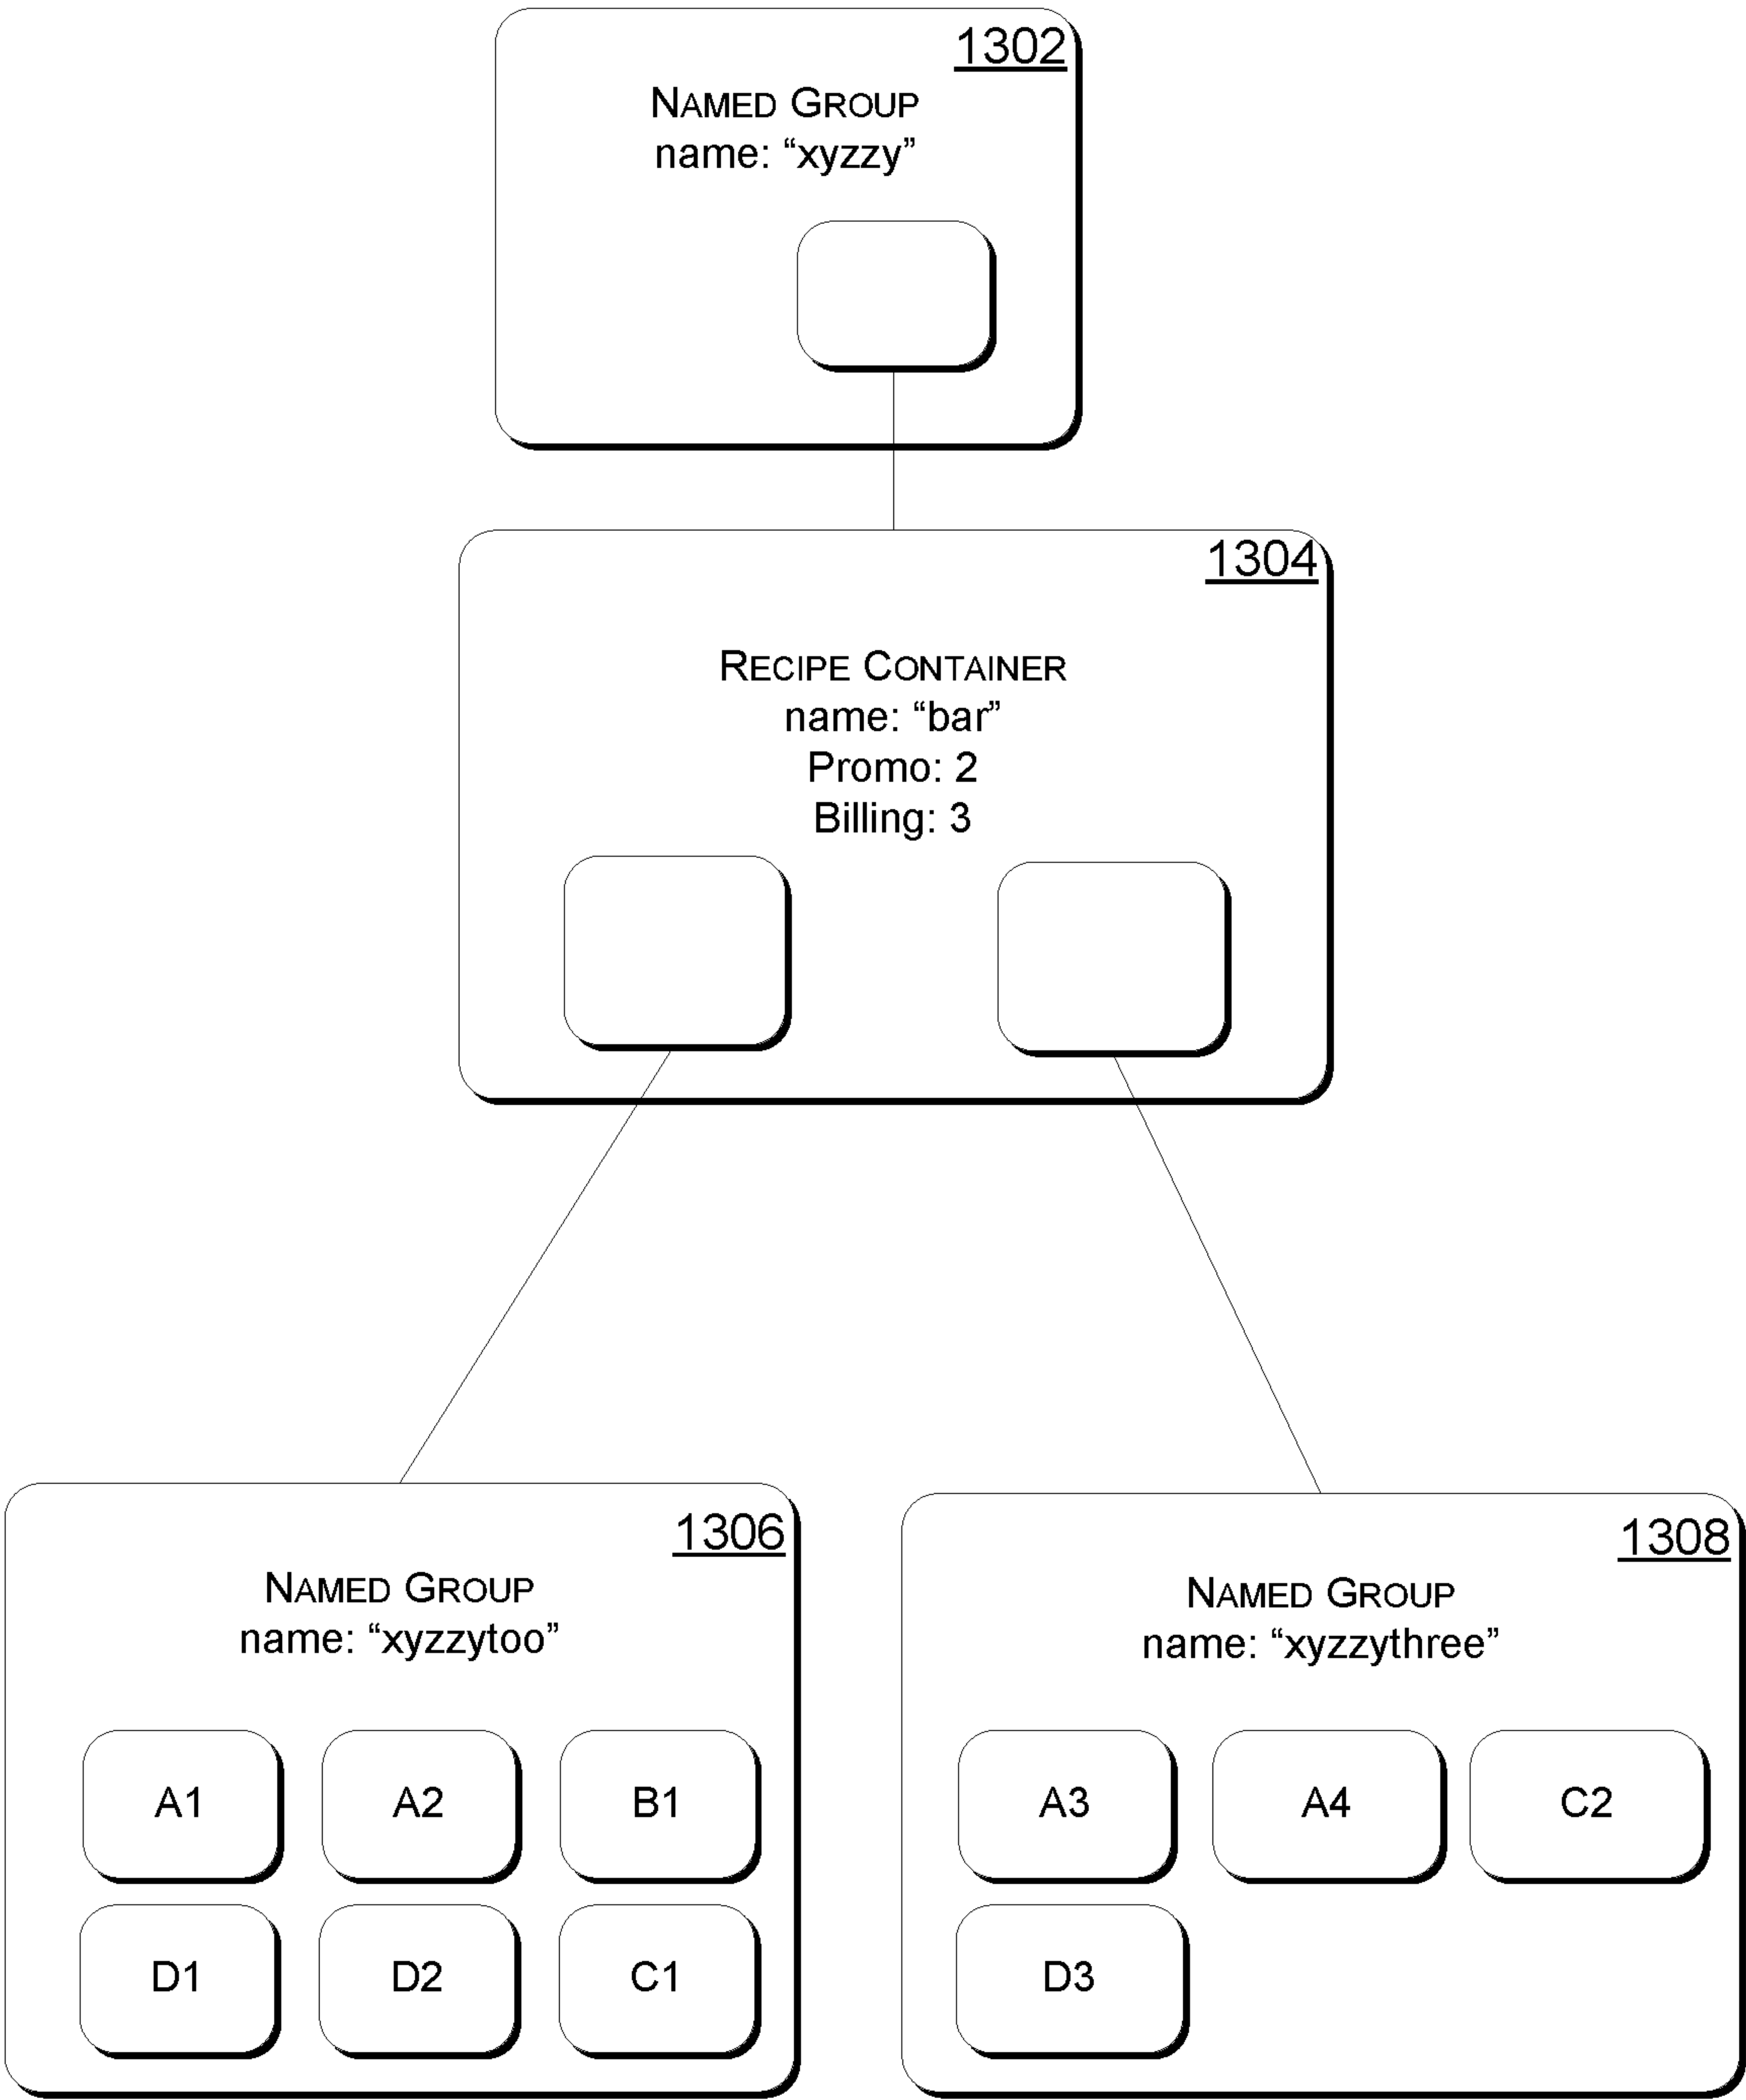 1302
NAMED GROUP
name: “xyzzy”
1304
RECIPE CONTAINER
name: “bar”
Promo: 2
Billing: 3
1306
NAMED GROUP
name: “xyzzytoo”
A1 A2 B1
D1 D2 C1
1308
NAMED GROUP
name: “xyzzythree”
A3 A4 C2
D3